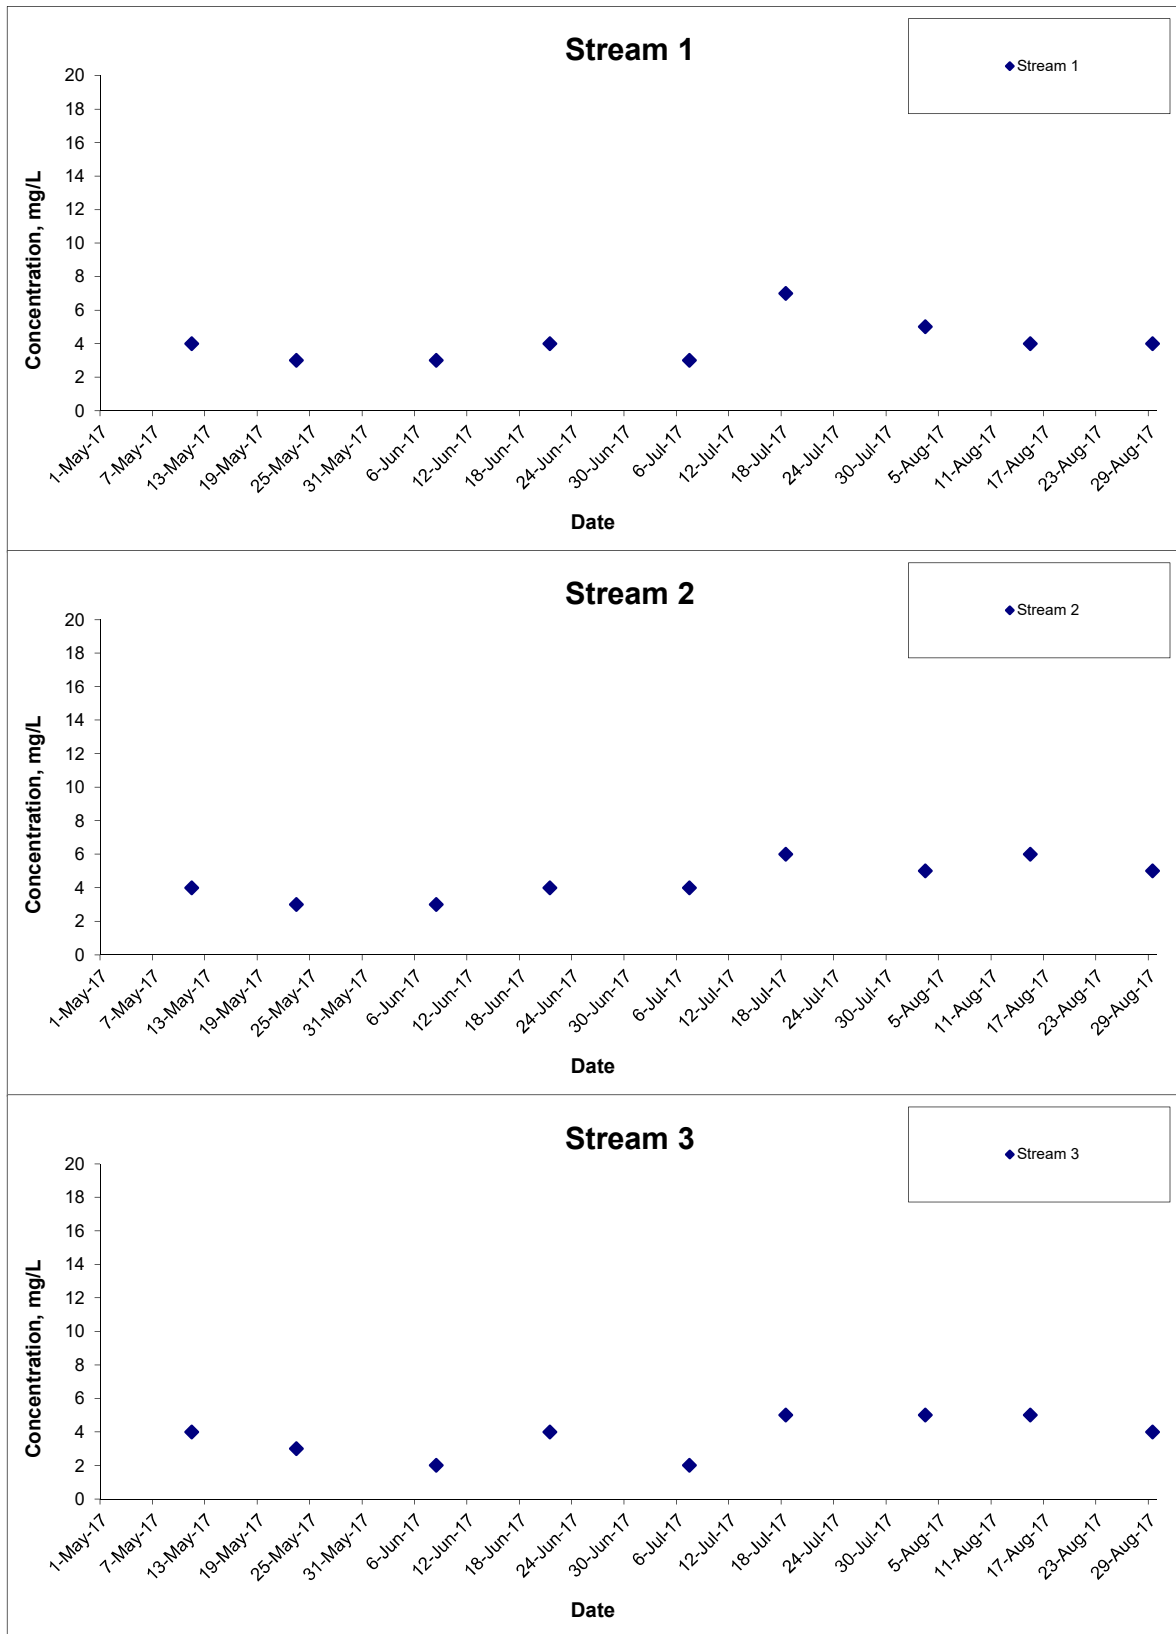 Stream 1
Stream 1
Concentration, mg/L
20
18
16
14
12
10
8
6
4
2
0
1-May-17
7-May-17
13-May-17
19-May-17
25-May-17
31-May-17
6-Jun-17
12-Jun-17
18-Jun-17
24-Jun-17
30-Jun-17
6-Jul-17
12-Jul-17
18-Jul-17
24-Jul-17
30-Jul-17
5-Aug-17
11-Aug-17
17-Aug-17
23-Aug-17
29-Aug-17
Date
Stream 2
Stream 2
Concentration, mg/L
20
18
16
14
12
10
8
6
4
2
0
1-May-17
7-May-17
13-May-17
19-May-17
25-May-17
31-May-17
6-Jun-17
12-Jun-17
18-Jun-17
24-Jun-17
30-Jun-17
6-Jul-17
12-Jul-17
18-Jul-17
24-Jul-17
30-Jul-17
5-Aug-17
11-Aug-17
17-Aug-17
23-Aug-17
29-Aug-17
Date
Stream 3
Stream 3
Concentration, mg/L
20
18
16
14
12
10
8
6
4
2
0
1-May-17
7-May-17
13-May-17
19-May-17
25-May-17
31-May-17
6-Jun-17
12-Jun-17
18-Jun-17
24-Jun-17
30-Jun-17
6-Jul-17
12-Jul-17
18-Jul-17
24-Jul-17
30-Jul-17
5-Aug-17
11-Aug-17
17-Aug-17
23-Aug-17
29-Aug-17
Date